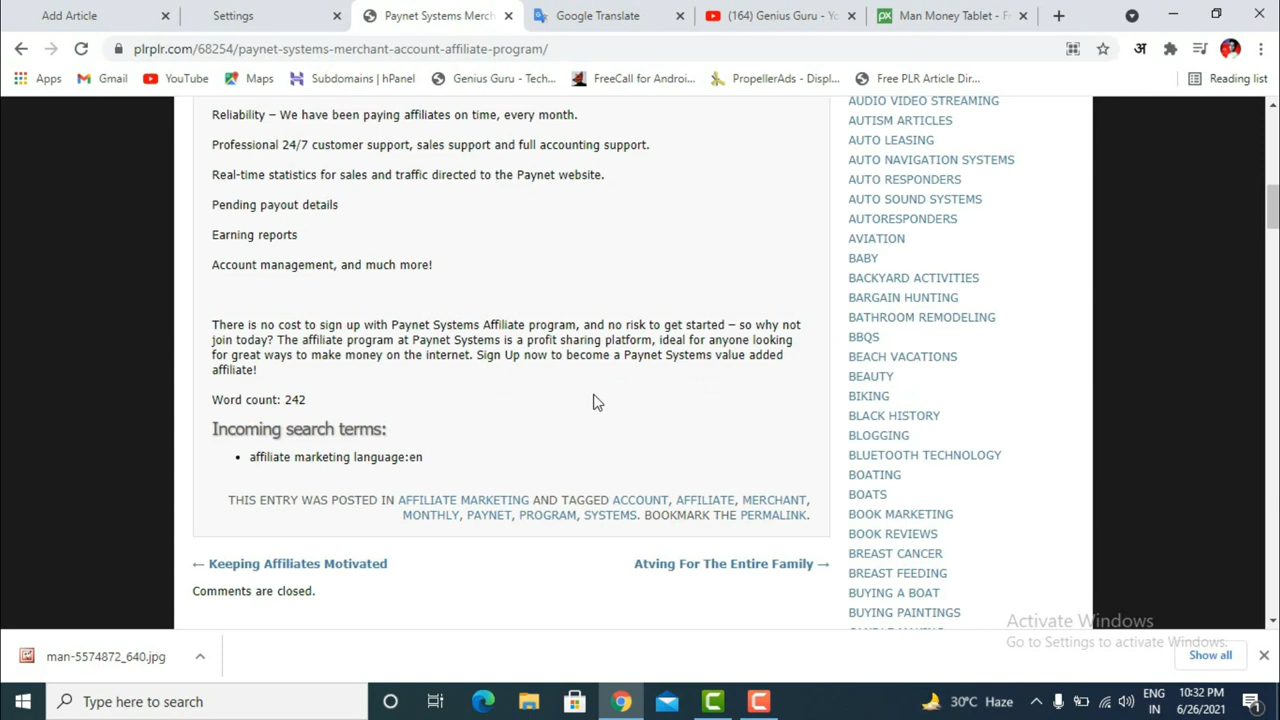 Add Article
Settings
Paynet Systems Merch
Google Translate
(164) Genius Guru - Yo
Man Money Tablet - Fr
plrplr.com/68254/paynet-systems-merchant-account-affiliate-program/
अ
Apps
Gmail
YouTube
Maps
Subdomains | hPanel
Genius Guru - Tech...
FreeCall for Androi...
PropellerAds - Displ...
Free PLR Article Dir...
Reading list
Reliability – We have been paying affiliates on time, every month.
Professional 24/7 customer support, sales support and full accounting support.
Real-time statistics for sales and traffic directed to the Paynet website.
Pending payout details
Earning reports
Account management, and much more!
There is no cost to sign up with Paynet Systems Affiliate program, and no risk to get started – so why not
join today? The affiliate program at Paynet Systems is a profit sharing platform, ideal for anyone looking
for great ways to make money on the internet. Sign Up now to become a Paynet Systems value added
affiliate!
Word count: 242
Incoming search terms:
• affiliate marketing language:en
THIS ENTRY WAS POSTED IN AFFILIATE MARKETING AND TAGGED ACCOUNT, AFFILIATE, MERCHANT,
MONTHLY, PAYNET, PROGRAM, SYSTEMS. BOOKMARK THE PERMALINK.
← Keeping Affiliates Motivated
Atving For The Entire Family →
Comments are closed.
AUDIO VIDEO STREAMING
AUTISM ARTICLES
AUTO LEASING
AUTO NAVIGATION SYSTEMS
AUTO RESPONDERS
AUTO SOUND SYSTEMS
AUTORESPONDERS
AVIATION
BABY
BACKYARD ACTIVITIES
BARGAIN HUNTING
BATHROOM REMODELING
BBQS
BEACH VACATIONS
BEAUTY
BIKING
BLACK HISTORY
BLOGGING
BLUETOOTH TECHNOLOGY
BOATING
BOATS
BOOK MARKETING
BOOK REVIEWS
BREAST CANCER
BREAST FEEDING
BUYING A BOAT
BUYING PAINTINGS
Activate Windows
Go to Settings to activate Windows.
man-5574872_640.jpg
Show all
Type here to search
30°C Haze
ENG
IN
10:32 PM
6/26/2021